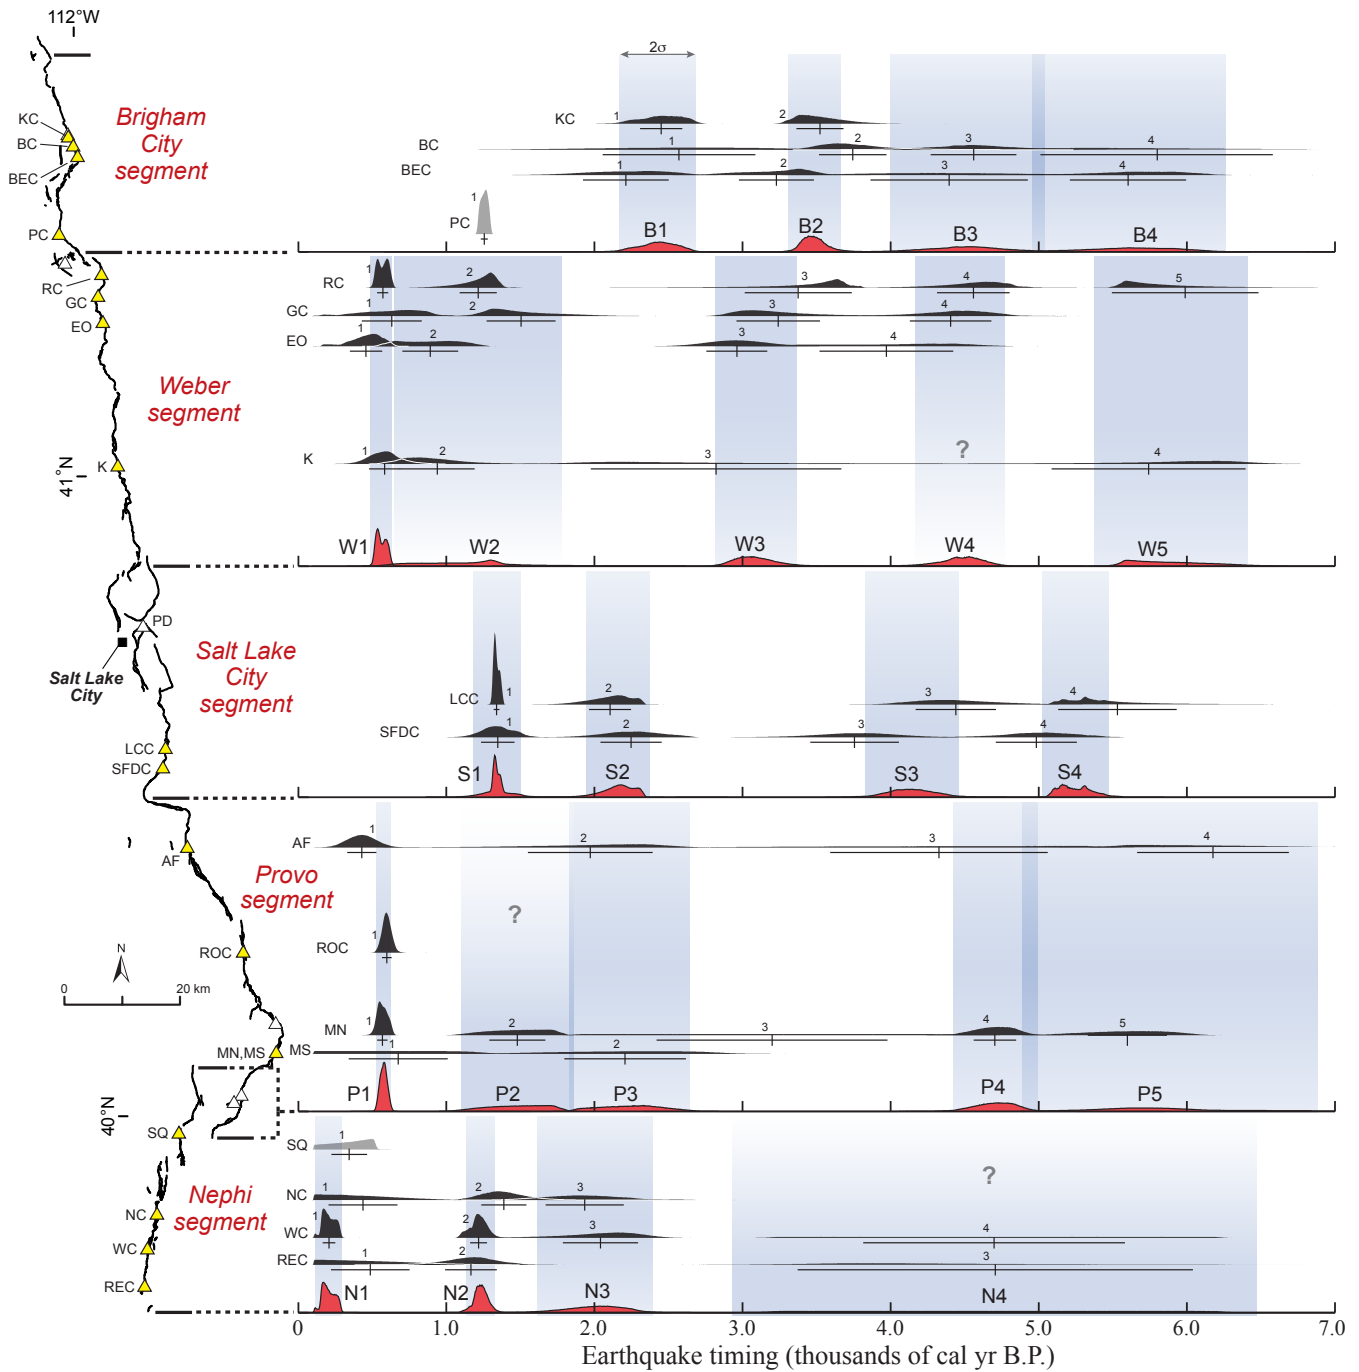 112°W
2σ
KC
BC
BEC
PC
Brigham
City
segment
KC
1
2
BC
1
2
3
4
BEC
1
2
3
4
PC
1
B1
B2
B3
B4
RC
GC
EO
K
41°N
Weber
segment
RC
1
2
3
4
5
GC
1
2
3
4
EO
1
2
3
4
K
1
2
3
?
4
W1
W2
W3
W4
W5
PD
Salt Lake
City
LCC
SFDC
Salt Lake
City
segment
LCC
1
2
3
4
SFDC
1
2
3
4
S1
S2
S3
S4
AF
ROC
MN,MS
N
0
20 km
Provo
segment
AF
1
2
3
4
?
ROC
1
MN
1
2
3
4
5
MS
1
2
P1
P2
P3
P4
P5
40°N
SQ
NC
WC
REC
Nephi
segment
SQ
1
?
NC
1
2
3
WC
1
2
3
4
REC
1
2
3
N1
N2
N3
N4
0
1.0
2.0
3.0
4.0
5.0
6.0
7.0
Earthquake timing (thousands of cal yr B.P.)